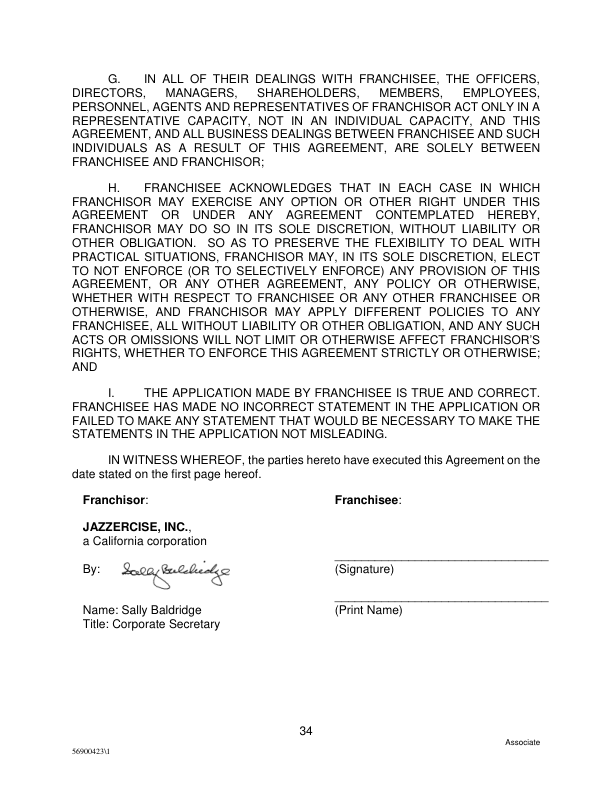 G. IN ALL OF THEIR DEALINGS WITH FRANCHISEE, THE OFFICERS,
DIRECTORS, MANAGERS, SHAREHOLDERS, MEMBERS, EMPLOYEES,
PERSONNEL, AGENTS AND REPRESENTATIVES OF FRANCHISOR ACT ONLY IN A
REPRESENTATIVE CAPACITY, NOT IN AN INDIVIDUAL CAPACITY, AND THIS
AGREEMENT, AND ALL BUSINESS DEALINGS BETWEEN FRANCHISEE AND SUCH
INDIVIDUALS AS A RESULT OF THIS AGREEMENT, ARE SOLELY BETWEEN
FRANCHISEE AND FRANCHISOR;
H. FRANCHISEE ACKNOWLEDGES THAT IN EACH CASE IN WHICH
FRANCHISOR MAY EXERCISE ANY OPTION OR OTHER RIGHT UNDER THIS
AGREEMENT OR UNDER ANY AGREEMENT CONTEMPLATED HEREBY,
FRANCHISOR MAY DO SO IN ITS SOLE DISCRETION, WITHOUT LIABILITY OR
OTHER OBLIGATION. SO AS TO PRESERVE THE FLEXIBILITY TO DEAL WITH
PRACTICAL SITUATIONS, FRANCHISOR MAY, IN ITS SOLE DISCRETION, ELECT
TO NOT ENFORCE (OR TO SELECTIVELY ENFORCE) ANY PROVISION OF THIS
AGREEMENT, OR ANY OTHER AGREEMENT, ANY POLICY OR OTHERWISE,
WHETHER WITH RESPECT TO FRANCHISEE OR ANY OTHER FRANCHISEE OR
OTHERWISE, AND FRANCHISOR MAY APPLY DIFFERENT POLICIES TO ANY
FRANCHISEE, ALL WITHOUT LIABILITY OR OTHER OBLIGATION, AND ANY SUCH
ACTS OR OMISSIONS WILL NOT LIMIT OR OTHERWISE AFFECT FRANCHISOR'S
RIGHTS, WHETHER TO ENFORCE THIS AGREEMENT STRICTLY OR OTHERWISE;
AND
I. THE APPLICATION MADE BY FRANCHISEE IS TRUE AND CORRECT.
FRANCHISEE HAS MADE NO INCORRECT STATEMENT IN THE APPLICATION OR
FAILED TO MAKE ANY STATEMENT THAT WOULD BE NECESSARY TO MAKE THE
STATEMENTS IN THE APPLICATION NOT MISLEADING.
IN WITNESS WHEREOF, the parties hereto have executed this Agreement on the
date stated on the first page hereof.
Franchisor:
JAZZERCISE, INC.,
a California corporation
By: Sally Baldridge
Name: Sally Baldridge
Title: Corporate Secretary
Franchisee:
(Signature)
(Print Name)
34
Associate
56900423\1